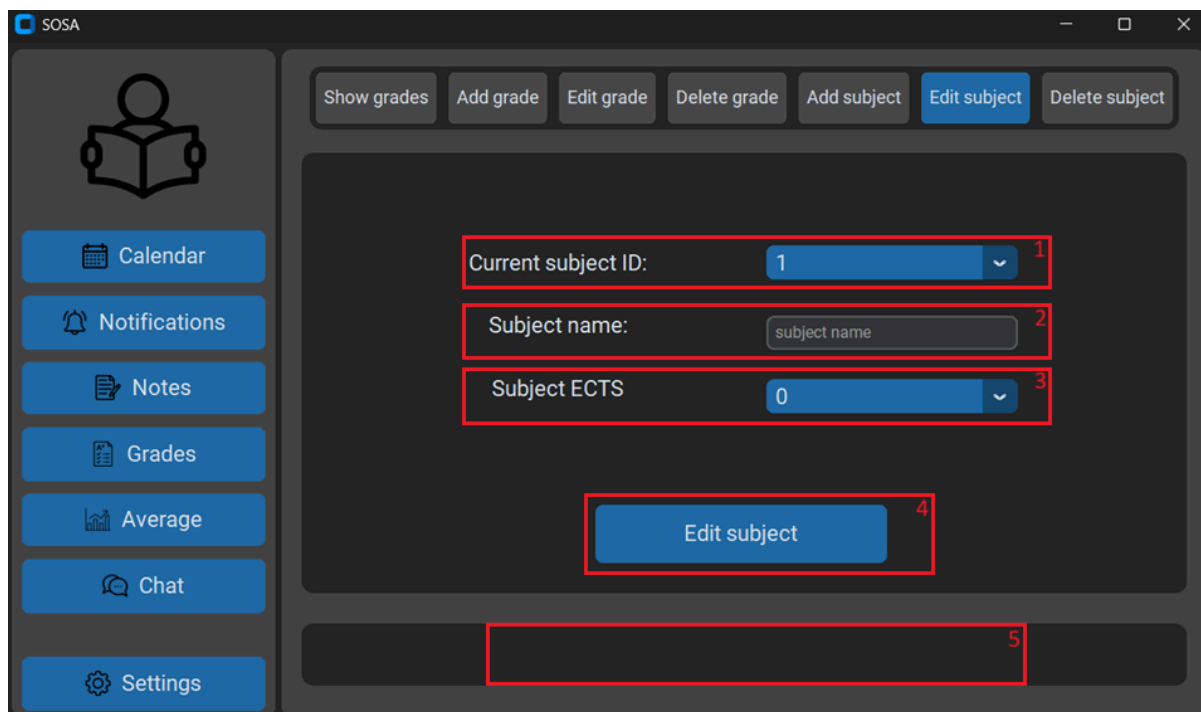 SOSA
Show grades Add grade Edit grade Delete grade Add subject Edit subject Delete subject
Calendar
Notifications
Notes
Grades
Average
Chat
Settings
Current subject ID: 1 1
Subject name: subject name 2
Subject ECTS 0 3
Edit subject 4
5